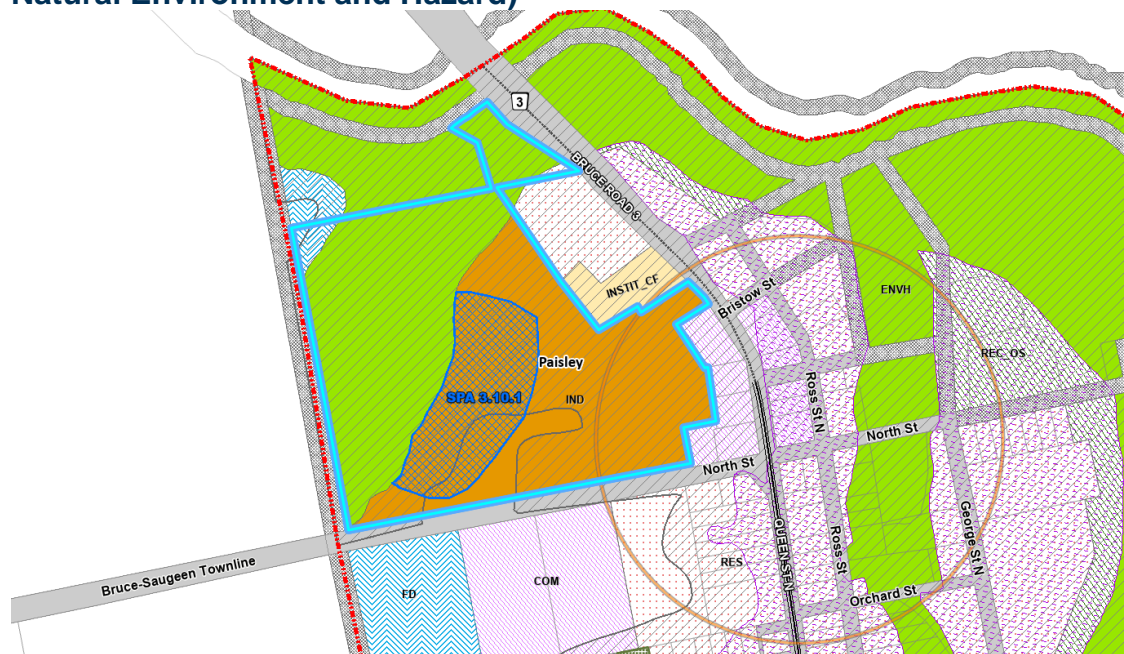 Natural Environment and Hazard)
3
BRUCE ROAD 3
INSTIT_CF
Bristow St
ENVH
Paisley
REC_OS
SPA 3.10.1
IND
Ross St N
North St
North St
Bruce-Saugeen Townline
FD
COM
RES
QUEEN ST N
Ross St
George St N
Orchard St